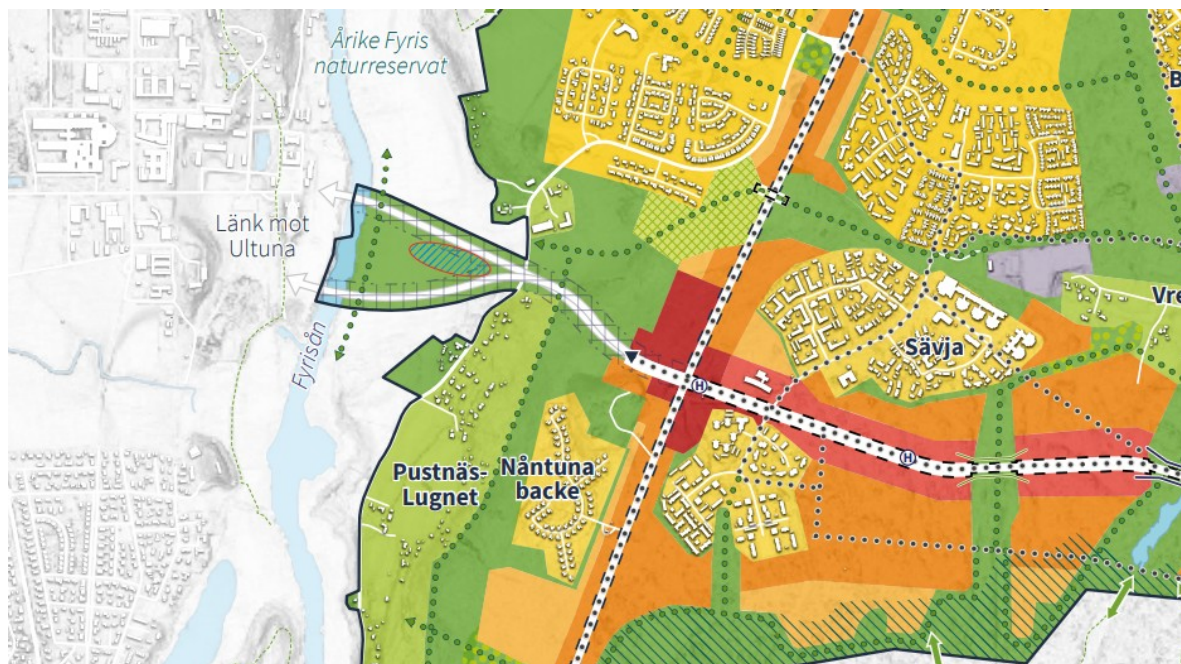 Årike Fyris
naturreservat
B
Länk mot
Ultuna
Fyrisån
Vre
Sävja
H
Pustnäs-
Lugnet
Nåntuna
backe
H